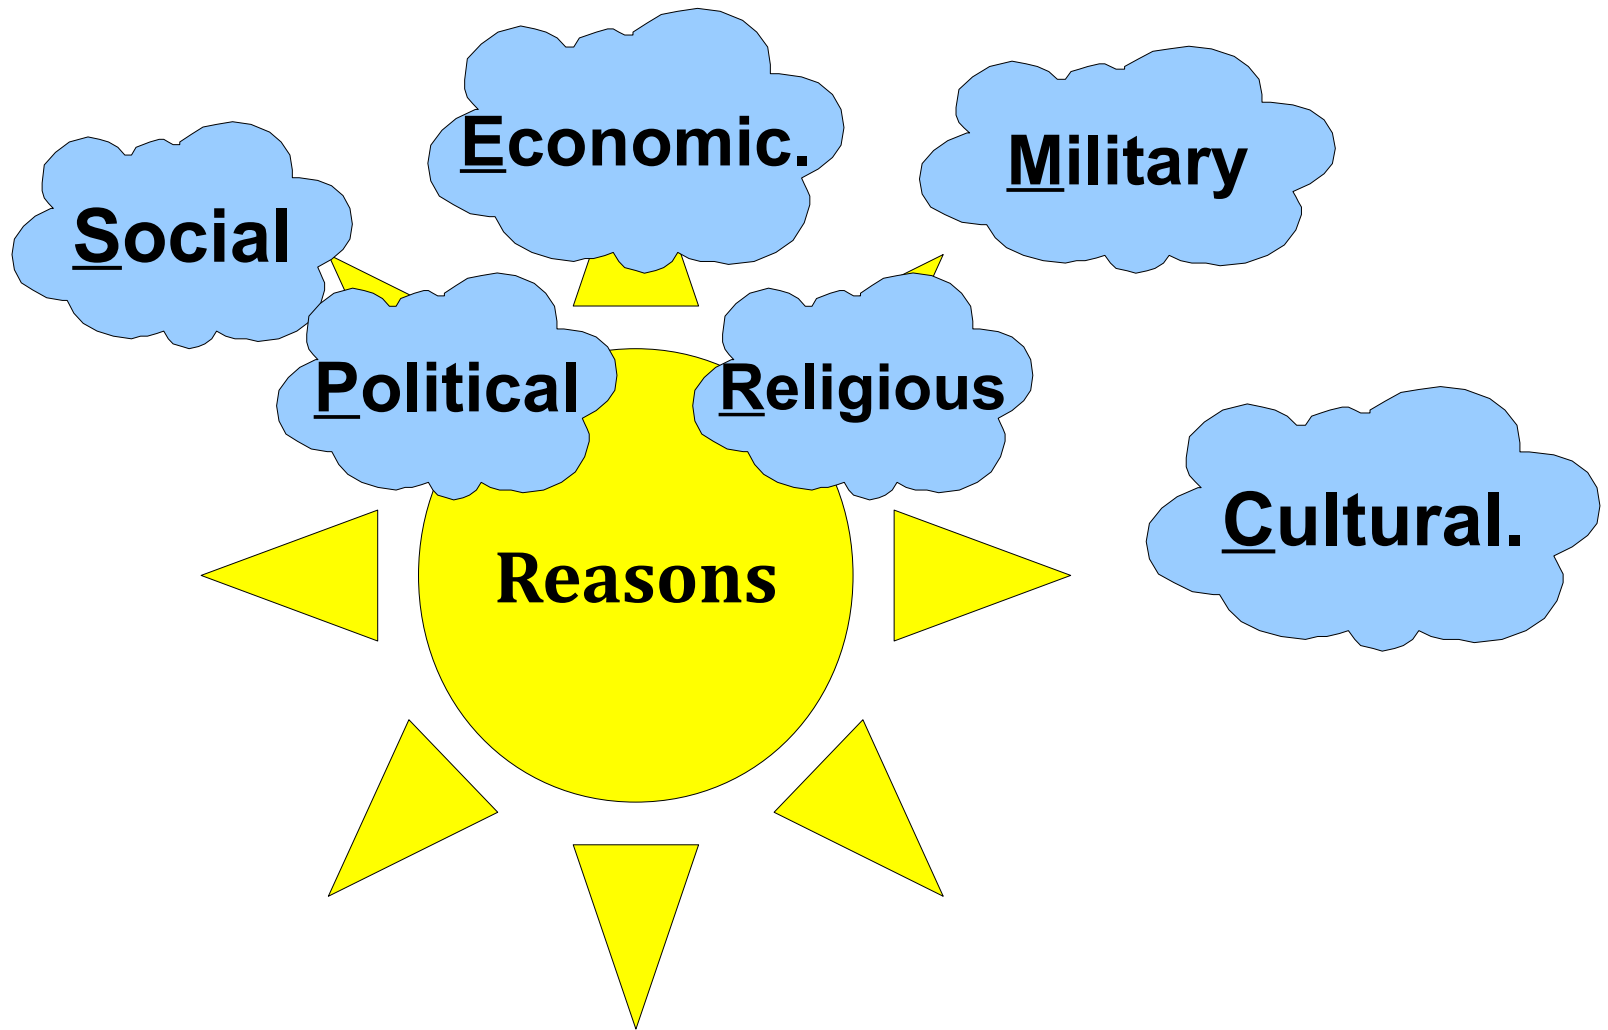 Economic.
Military
Social
Political
Religious
Cultural.
Reasons